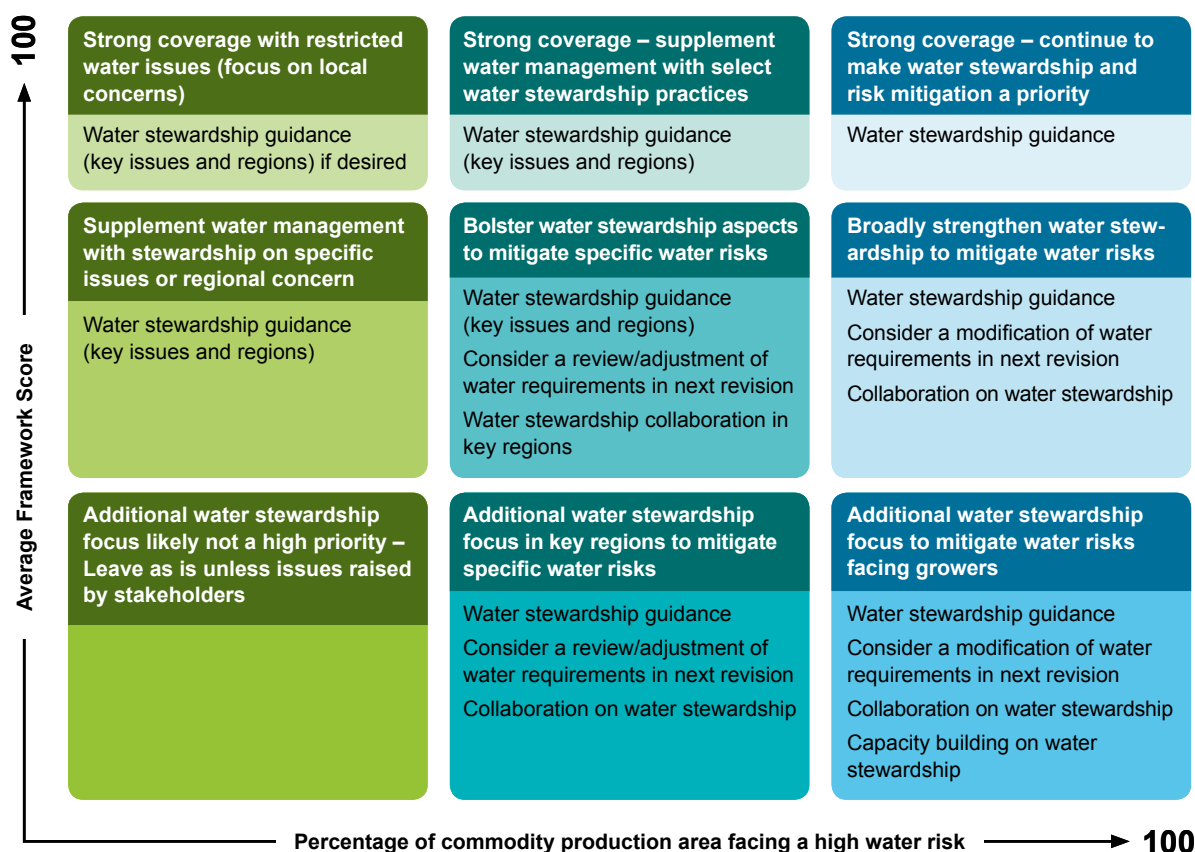 100
Average Framework Score
Strong coverage with restricted
water issues (focus on local
concerns)
Water stewardship guidance
(key issues and regions) if desired
Strong coverage – supplement
water management with select
water stewardship practices
Water stewardship guidance
(key issues and regions)
Strong coverage – continue to
make water stewardship and
risk mitigation a priority
Water stewardship guidance
Supplement water management
with stewardship on specific
issues or regional concern
Water stewardship guidance
(key issues and regions)
Bolster water stewardship aspects
to mitigate specific water risks
Water stewardship guidance
(key issues and regions)
Consider a review/adjustment of
water requirements in next revision
Water stewardship collaboration in
key regions
Broadly strengthen water stew-
ardship to mitigate water risks
Water stewardship guidance
Consider a modification of water
requirements in next revision
Collaboration on water stewardship
Additional water stewardship
focus likely not a high priority –
Leave as is unless issues raised
by stakeholders
Additional water stewardship
focus in key regions to mitigate
specific water risks
Water stewardship guidance
Consider a review/adjustment of
water requirements in next revision
Collaboration on water stewardship
Additional water stewardship
focus to mitigate water risks
facing growers
Water stewardship guidance
Consider a modification of water
requirements in next revision
Collaboration on water stewardship
Capacity building on water
stewardship
Percentage of commodity production area facing a high water risk
100